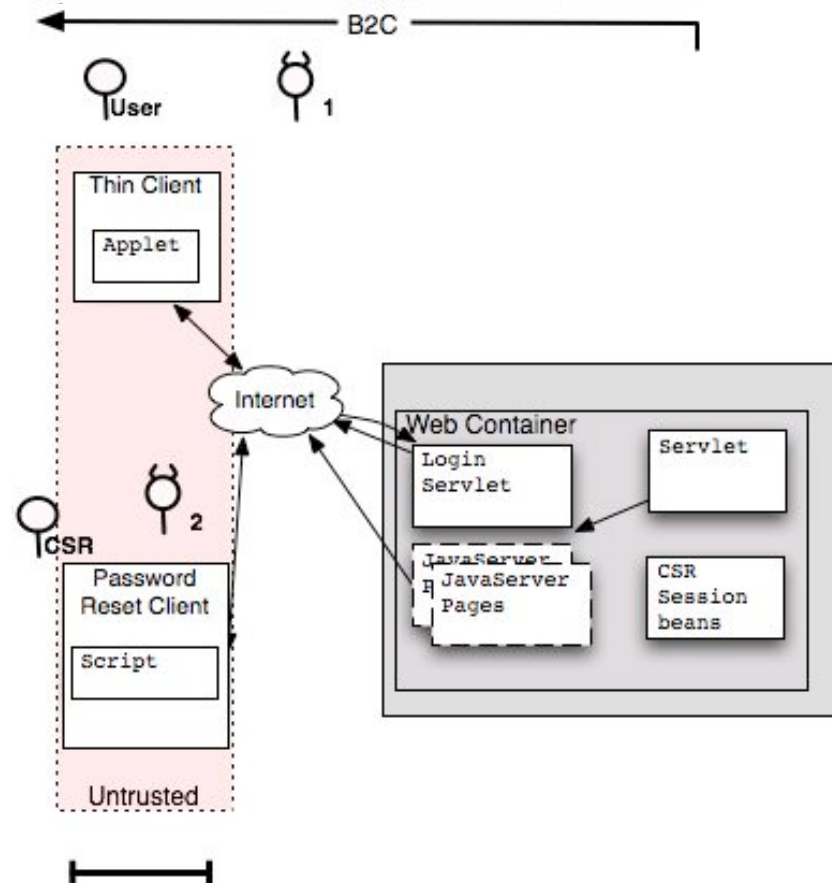 B2C
User
1
Thin Client
Applet
Internet
Web Container
Login
Servlet
Servlet
JavaServer
P
JavaServer
Pages
CSR
Session
beans
2
CSR
Password
Reset Client
Script
Untrusted